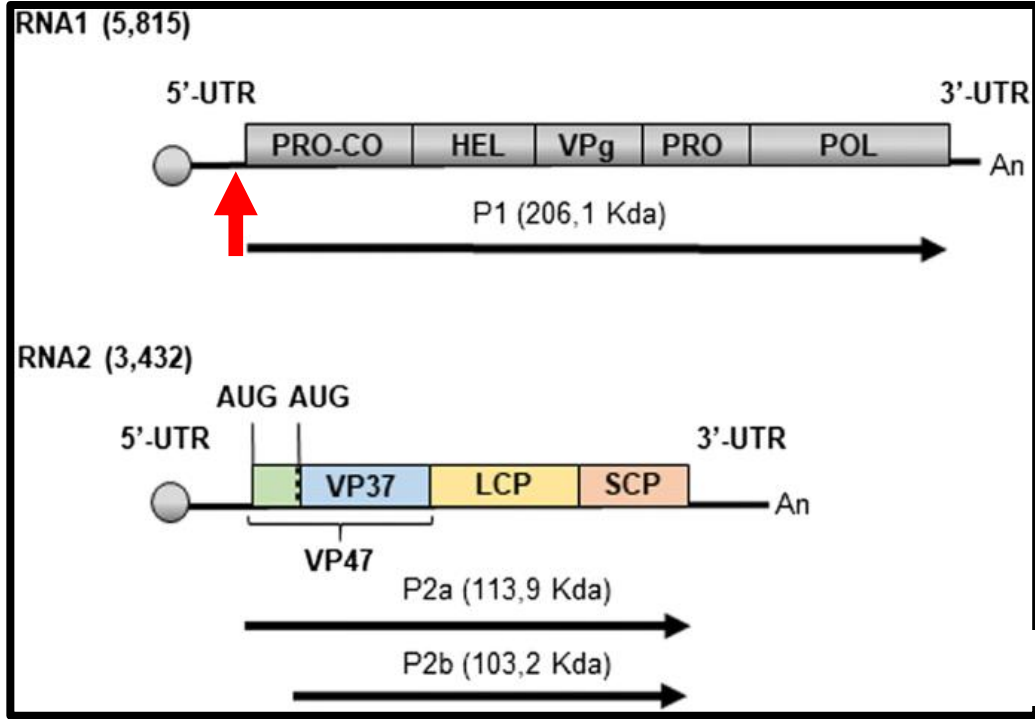 RNA1 (5,815)
5’-UTR 3’-UTR
PRO-CO HEL VPg PRO POL
An
P1 (206,1 Kda)
RNA2 (3,432)
AUG AUG
5’-UTR 3’-UTR
VP37 LCP SCP
An
VP47
P2a (113,9 Kda)
P2b (103,2 Kda)